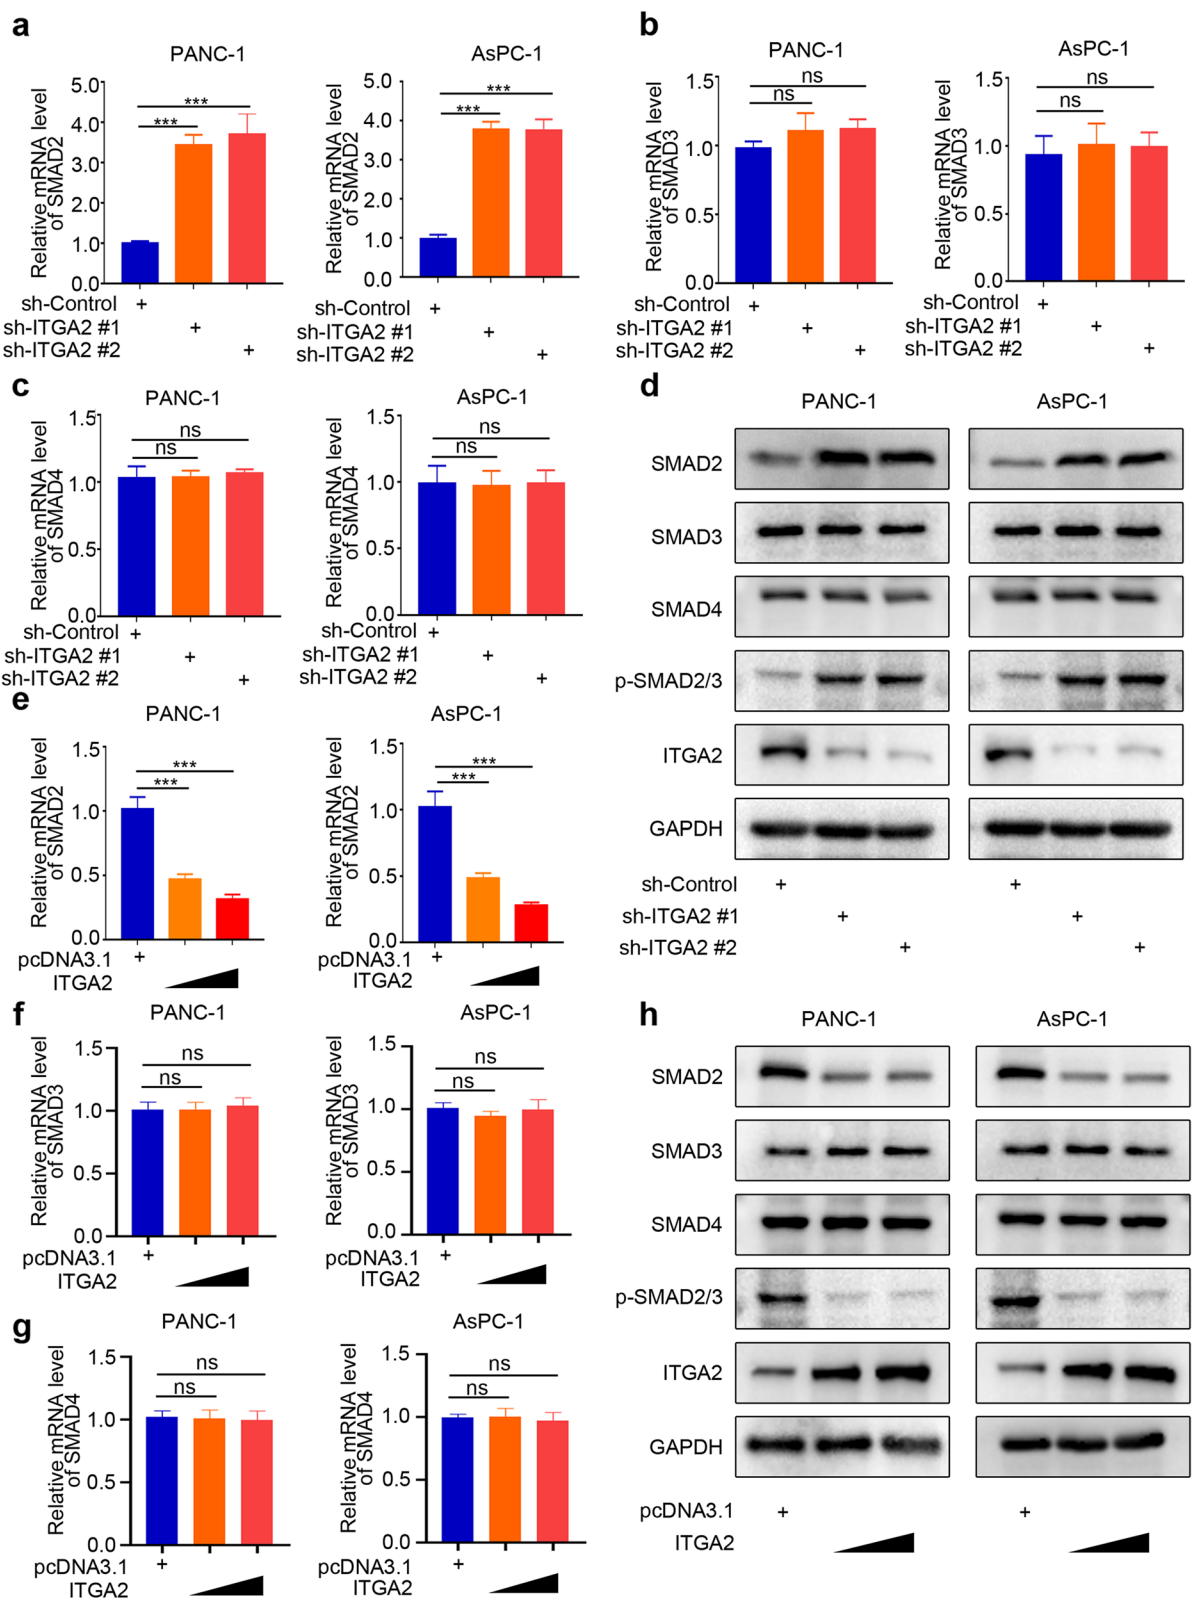 a
PANC-1
Relative mRNA level
of SMAD2
5.0
4.0
3.0
2.0
1.0
0.0
***
***
sh-Control +
sh-ITGA2 #1 +
sh-ITGA2 #2 +
AsPC-1
Relative mRNA level
of SMAD2
5.0
4.0
3.0
2.0
1.0
0.0
***
***
sh-Control +
sh-ITGA2 #1 +
sh-ITGA2 #2 +
b
PANC-1
Relative mRNA level
of SMAD3
1.5
1.0
0.5
0.0
ns
ns
sh-Control +
sh-ITGA2 #1 +
sh-ITGA2 #2 +
AsPC-1
Relative mRNA level
of SMAD3
1.5
1.0
0.5
0.0
ns
ns
sh-Control +
sh-ITGA2 #1 +
sh-ITGA2 #2 +
c
PANC-1
Relative mRNA level
of SMAD4
1.5
1.0
0.5
0.0
ns
ns
sh-Control +
sh-ITGA2 #1 +
sh-ITGA2 #2 +
AsPC-1
Relative mRNA level
of SMAD4
1.5
1.0
0.5
0.0
ns
ns
sh-Control +
sh-ITGA2 #1 +
sh-ITGA2 #2 +
d
PANC-1 AsPC-1
SMAD2
SMAD3
SMAD4
p-SMAD2/3
ITGA2
GAPDH
sh-Control + +
sh-ITGA2 #1 + +
sh-ITGA2 #2 + +
e
PANC-1
Relative mRNA level
of SMAD2
1.5
1.0
0.5
0.0
***
***
pcDNA3.1 +
ITGA2
AsPC-1
Relative mRNA level
of SMAD2
1.5
1.0
0.5
0.0
***
***
pcDNA3.1 +
ITGA2
f
PANC-1
Relative mRNA level
of SMAD3
1.5
1.0
0.5
0.0
ns
ns
pcDNA3.1 +
ITGA2
AsPC-1
Relative mRNA level
of SMAD3
1.5
1.0
0.5
0.0
ns
ns
pcDNA3.1 +
ITGA2
g
PANC-1
Relative mRNA level
of SMAD4
1.5
1.0
0.5
0.0
ns
ns
pcDNA3.1 +
ITGA2
AsPC-1
Relative mRNA level
of SMAD4
1.5
1.0
0.5
0.0
ns
ns
pcDNA3.1 +
ITGA2
h
PANC-1 AsPC-1
SMAD2
SMAD3
SMAD4
p-SMAD2/3
ITGA2
GAPDH
pcDNA3.1 + +
ITGA2